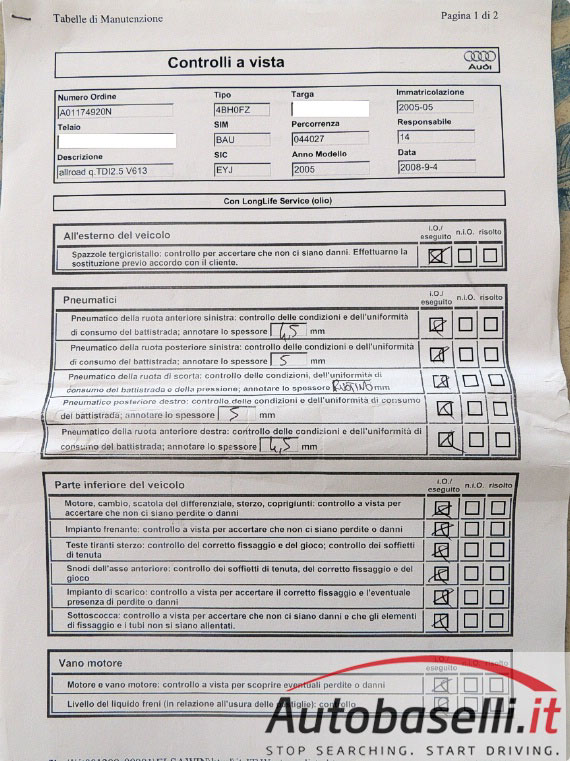 Tabelle di Manutenzione
Pagina 1 di 2
Controlli a vista
Audi
Numero Ordine
A01174920N
Tipo
4BH0FZ
Targa
Immatricolazione
2005-05
Telaio
SIM
BAU
Percorrenza
044027
Responsabile
14
Descrizione
allroad q.TDI2.5 V613
SIC
EYJ
Anno Modello
2005
Data
2008-9-4
Con LongLife Service (olio)
All'esterno del veicolo
i.O./ eseguito n.i.O. risolto
Spazzole tergicristallo: controllo per accertare che non ci siano danni. Effettuarne la
sostituzione previo accordo con il cliente.
Pneumatici
i.O./ eseguito n.i.O. risolto
Pneumatico della ruota anteriore sinistra: controllo delle condizioni e dell'uniformità
di consumo del battistrada; annotare lo spessore 4,5 mm
Pneumatico della ruota posteriore sinistra: controllo delle condizioni e dell'uniformità
di consumo del battistrada; annotare lo spessore 5 mm
Pneumatico della ruota di scorta: controllo delle condizioni, dell'uniformità di
consumo del battistrada e della pressione; annotare lo spessore RUOTINO mm
Pneumatico posteriore destro: controllo delle condizioni e dell'uniformità di consumo
del battistrada; annotare lo spessore 5 mm
Pneumatico della ruota anteriore destra: controllo delle condizioni e dell'uniformità di
consumo del battistrada; annotare lo spessore 4,5 mm
Parte inferiore del veicolo
i.O./ eseguito n.i.O. risolto
Motore, cambio, scatola del differenziale, sterzo, coprigiunti: controllo a vista per
accertare che non ci siano perdite o danni
Impianto frenante: controllo a vista per accertare che non ci siano perdite o danni
Teste tiranti sterzo: controllo del corretto fissaggio e del gioco; controllo dei soffietti
di tenuta
Snodi dell'asse anteriore: controllo dei soffietti di tenuta, del corretto fissaggio e del
gioco
Impianto di scarico: controllo a vista per accertare il corretto fissaggio e l'eventuale
presenza di perdite o danni
Sottoscocca: controllo a vista per accertare che non ci siano danni e che gli elementi
di fissaggio e i tubi non si siano allentati.
Vano motore
i.O./ eseguito n.i.O. risolto
Motore e vano motore: controllo a vista per scoprire eventuali perdite o danni
Livello del liquido freni (in relazione all'usura delle pastiglie): controllo
Autobaselli.it
STOP SEARCHING. START DRIVING.